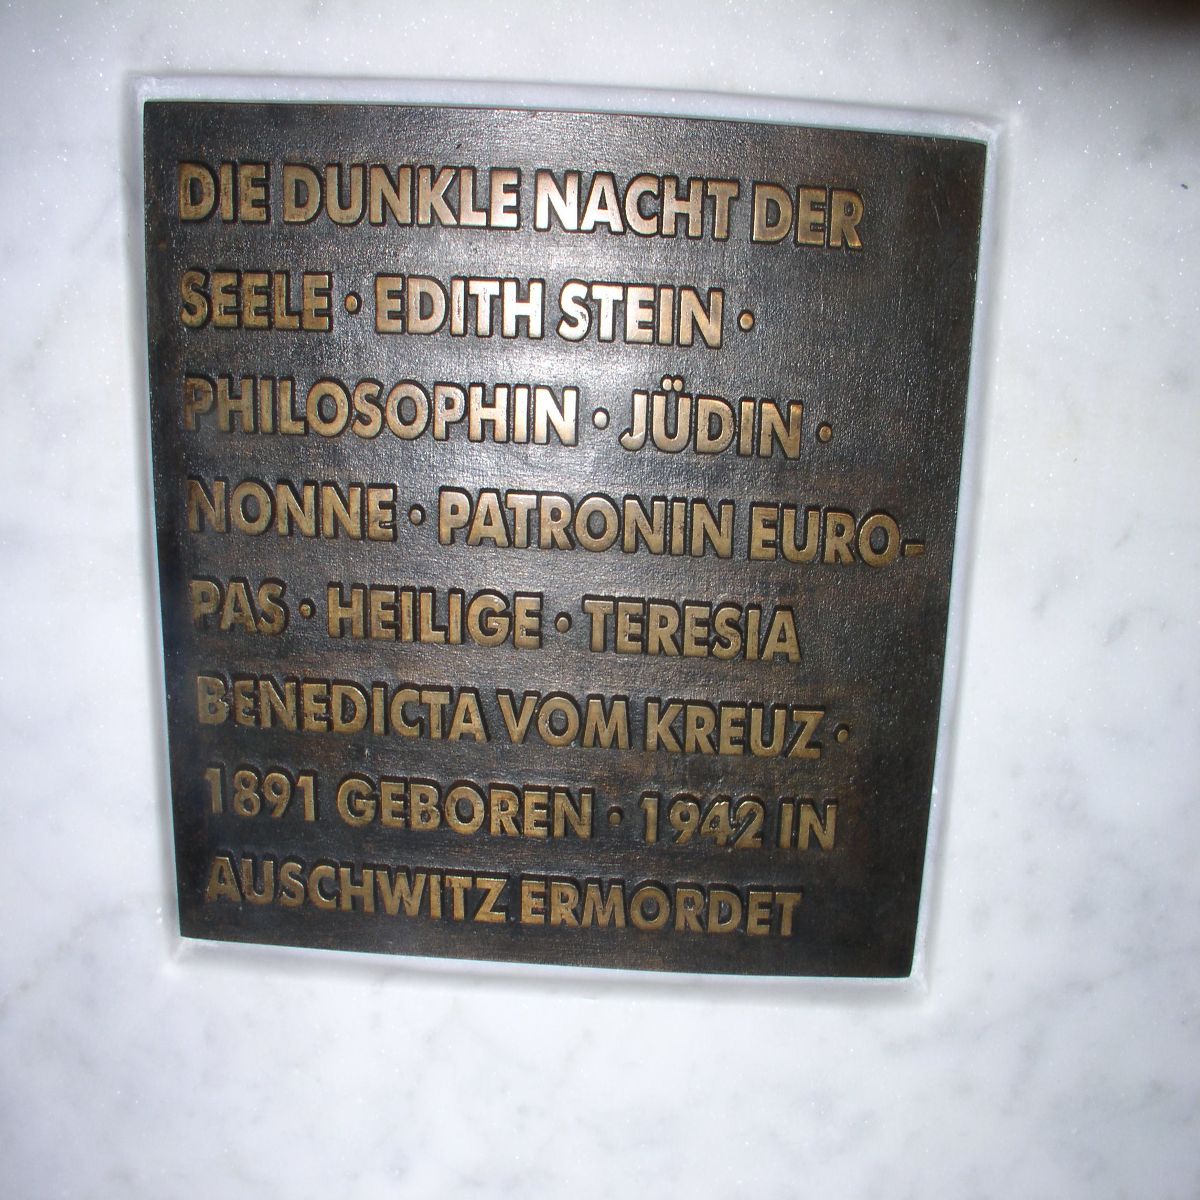 DIE DUNKLE NACHT DER
SEELE · EDITH STEIN ·
PHILOSOPHIN · JÜDIN ·
NONNE · PATRONIN EURO-
PAS · HEILIGE · TERESIA
BENEDICTA VOM KREUZ ·
1891 GEBOREN · 1942 IN
AUSCHWITZ ERMORDET